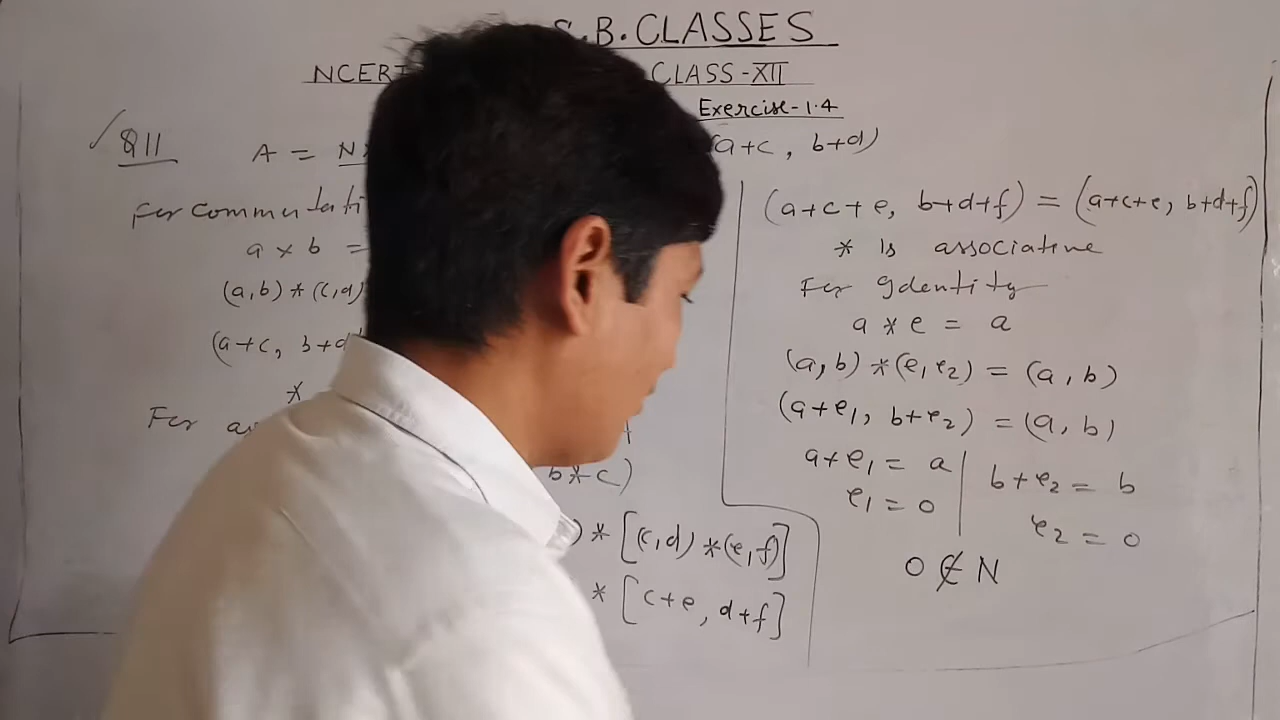 S.B. CLASSES
NCERT CLASS-XII
Exercise-1.4
Q11 A = N× (a+c, b+d)
For commutati
a × b =
(a,b) * (c,d)
(a+c, b+d
*
For
b*c)
) * [(c,d) *(e,f)]
* [c+e, d+f]
(a+c+e, b+d+f) = (a+c+e, b+d+f)
* is associative
For Identity
a * e = a
(a,b) *(e1 e2) = (a,b)
(a+e1, b+e2) = (a,b)
a+e1 = a | b+e2 = b
e1 = 0 | e2 = 0
0 ∉ N